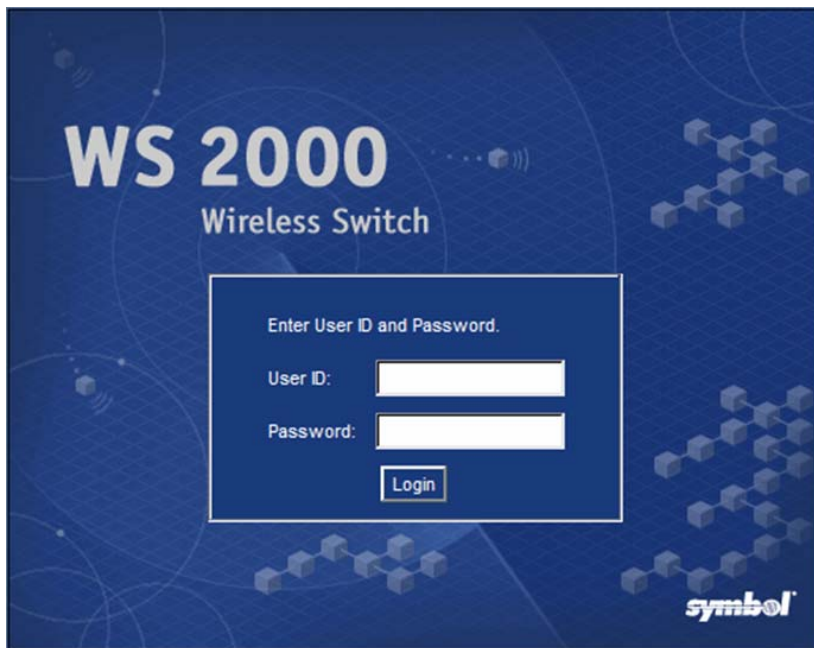 WS 2000
Wireless Switch
Enter User ID and Password.
User ID:
Password:
Login
symbol